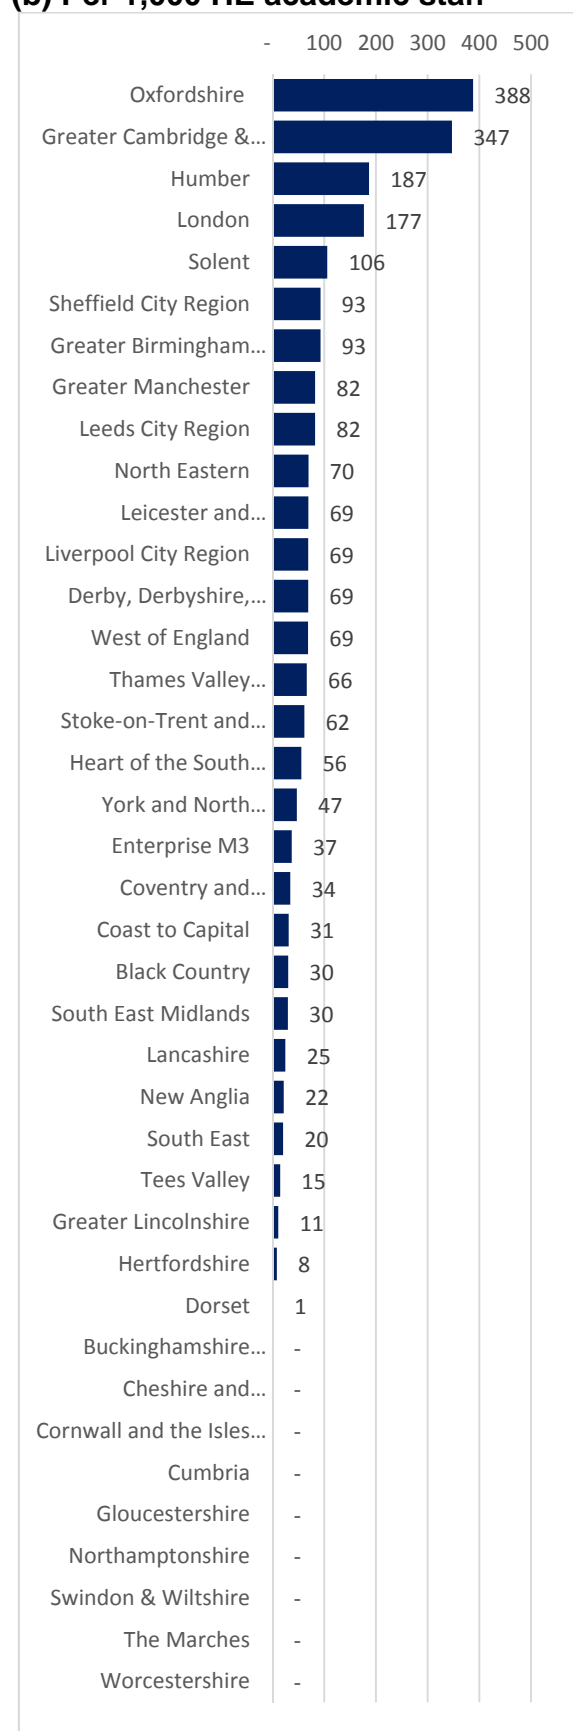 (b) Per 1,000 HE academic staff
- 100 200 300 400 500
Oxfordshire 388
Greater Cambridge &... 347
Humber 187
London 177
Solent 106
Sheffield City Region 93
Greater Birmingham... 93
Greater Manchester 82
Leeds City Region 82
North Eastern 70
Leicester and... 69
Liverpool City Region 69
Derby, Derbyshire,... 69
West of England 69
Thames Valley... 66
Stoke-on-Trent and... 62
Heart of the South... 56
York and North... 47
Enterprise M3 37
Coventry and... 34
Coast to Capital 31
Black Country 30
South East Midlands 30
Lancashire 25
New Anglia 22
South East 20
Tees Valley 15
Greater Lincolnshire 11
Hertfordshire 8
Dorset 1
Buckinghamshire... -
Cheshire and... -
Cornwall and the Isles... -
Cumbria -
Gloucestershire -
Northamptonshire -
Swindon & Wiltshire -
The Marches -
Worcestershire -